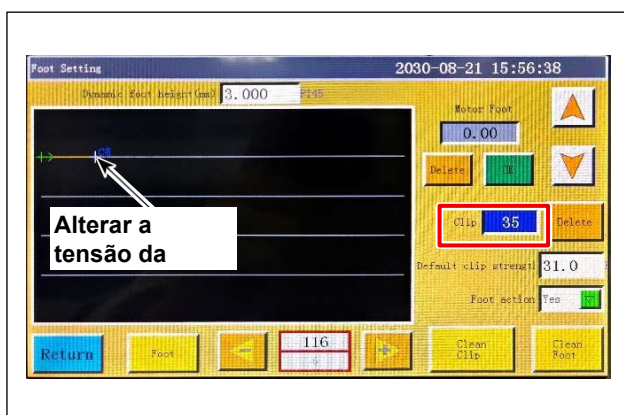 Foot Setting 2030-08-21 15:56:38
Dynamic foot height(mm) 3.000 P145
Motor Foot
0.00
Delete OK
Alterar a
tensão da
Clip 35 Delete
Default clip strengt 31.0
Foot action Yes
Return Foot 116 Clean Clip Clean Foot